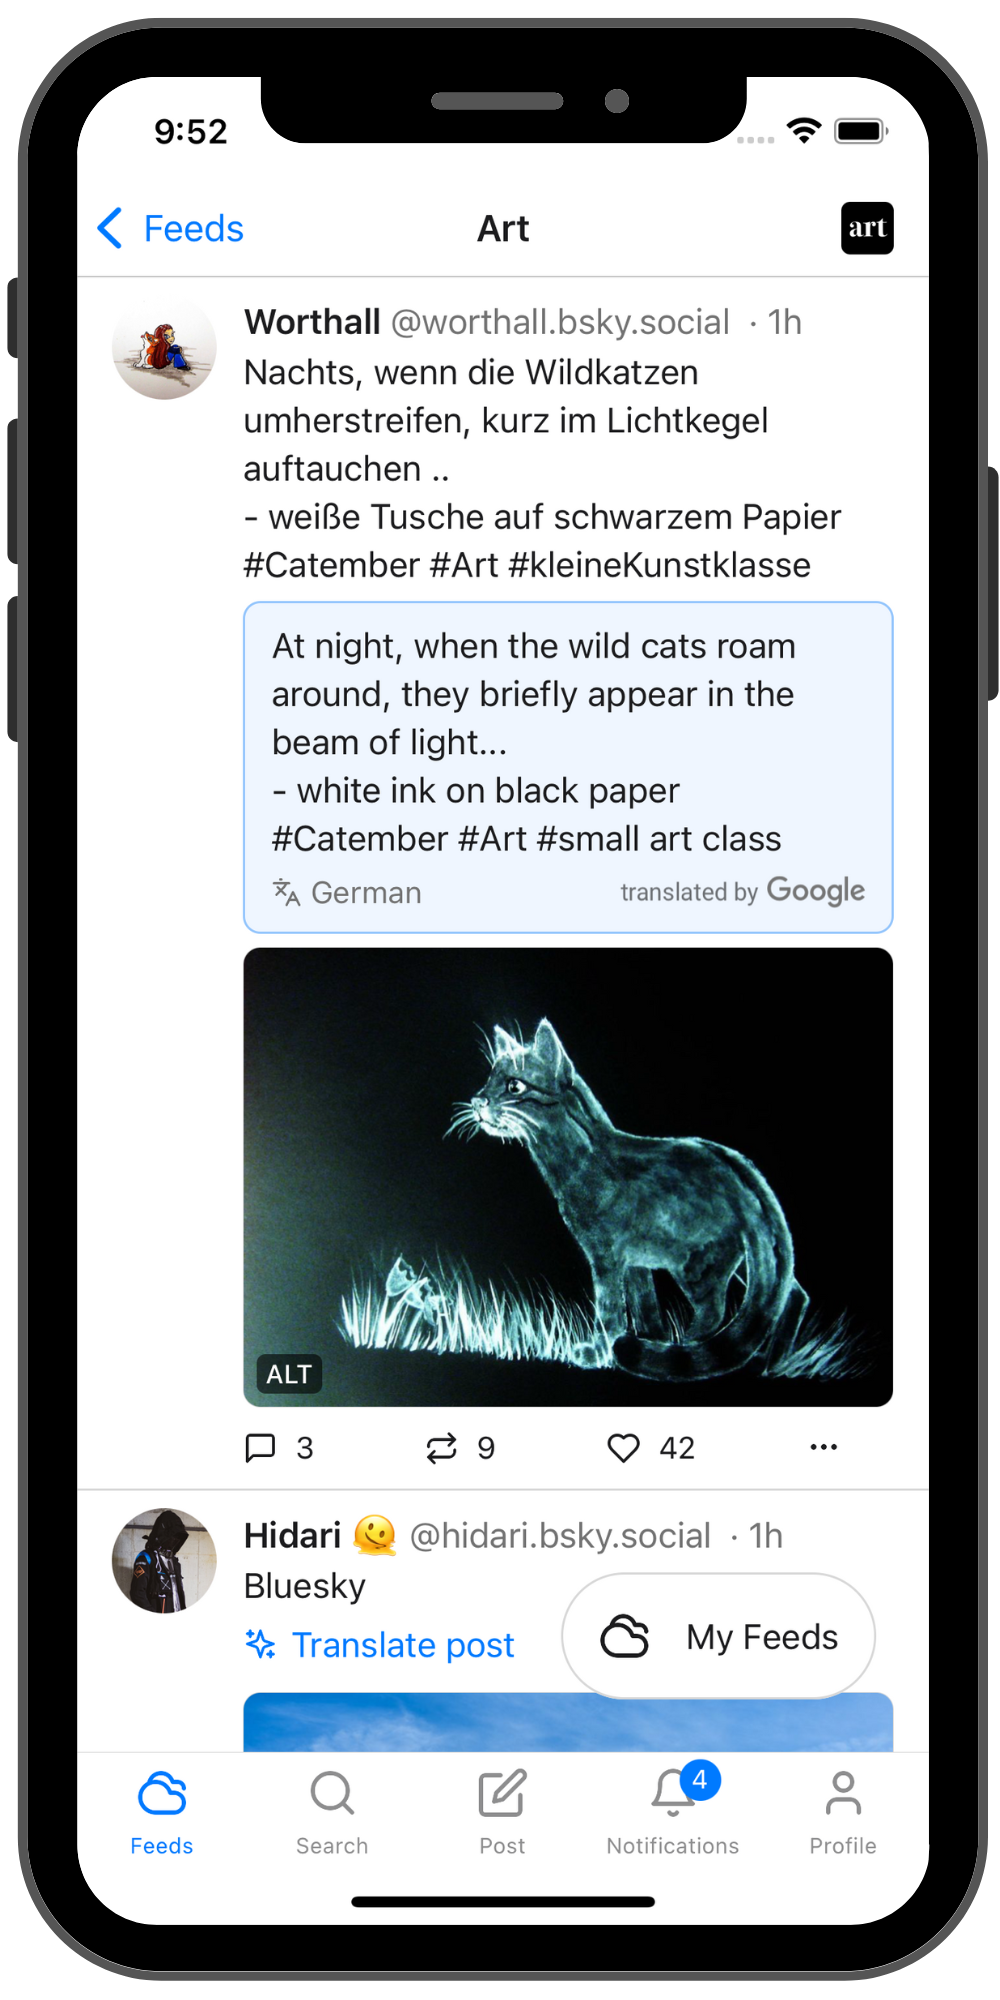 9:52
Feeds
Art
art
Worthall @worthall.bsky.social · 1h
Nachts, wenn die Wildkatzen
umherstreifen, kurz im Lichtkegel
auftauchen ..
- weiße Tusche auf schwarzem Papier
#Catember #Art #kleineKunstklasse
At night, when the wild cats roam
around, they briefly appear in the
beam of light...
- white ink on black paper
#Catember #Art #small art class
German
translated by Google
ALT
3 9 42
Hidari 🫠 @hidari.bsky.social · 1h
Bluesky
Translate post
My Feeds
4
Feeds Search Post Notifications Profile